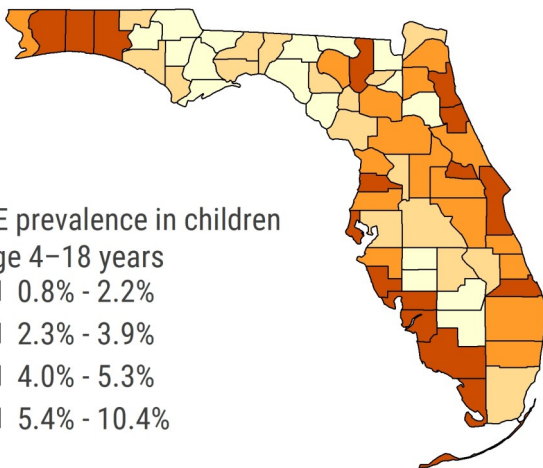 E prevalence in children
ge 4–18 years
0.8% - 2.2%
2.3% - 3.9%
4.0% - 5.3%
5.4% - 10.4%